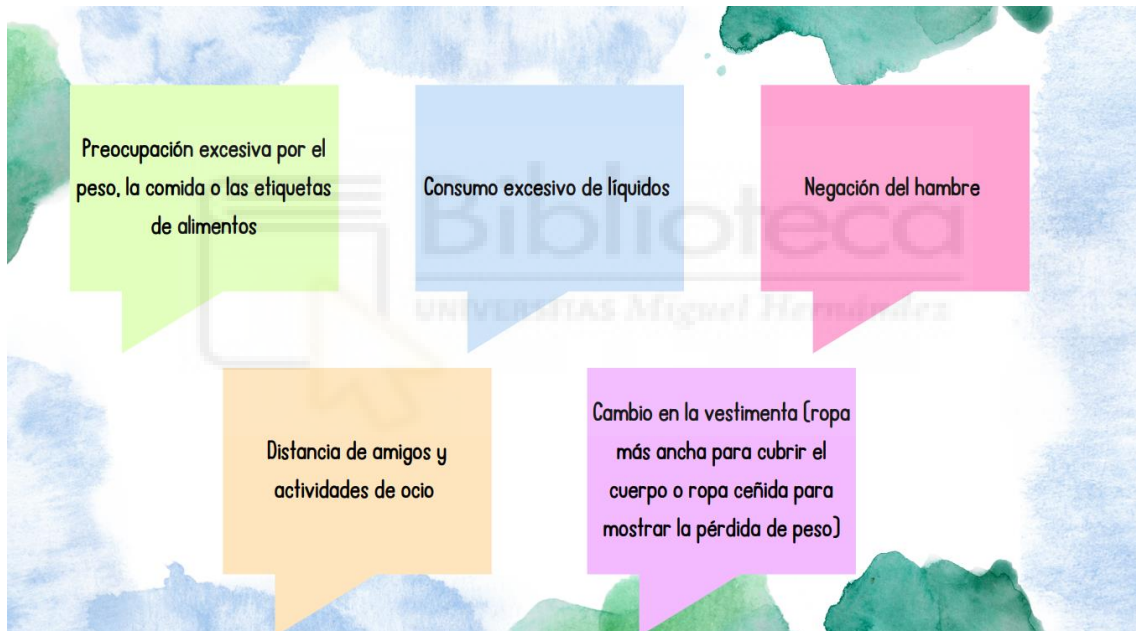 Preocupación excesiva por el
peso, la comida o las etiquetas
de alimentos
Consumo excesivo de líquidos
Negación del hambre
Biblioteca
UNIVERSITAS Miguel Hernández
Distancia de amigos y
actividades de ocio
Cambio en la vestimenta (ropa
más ancha para cubrir el
cuerpo o ropa ceñida para
mostrar la pérdida de peso)